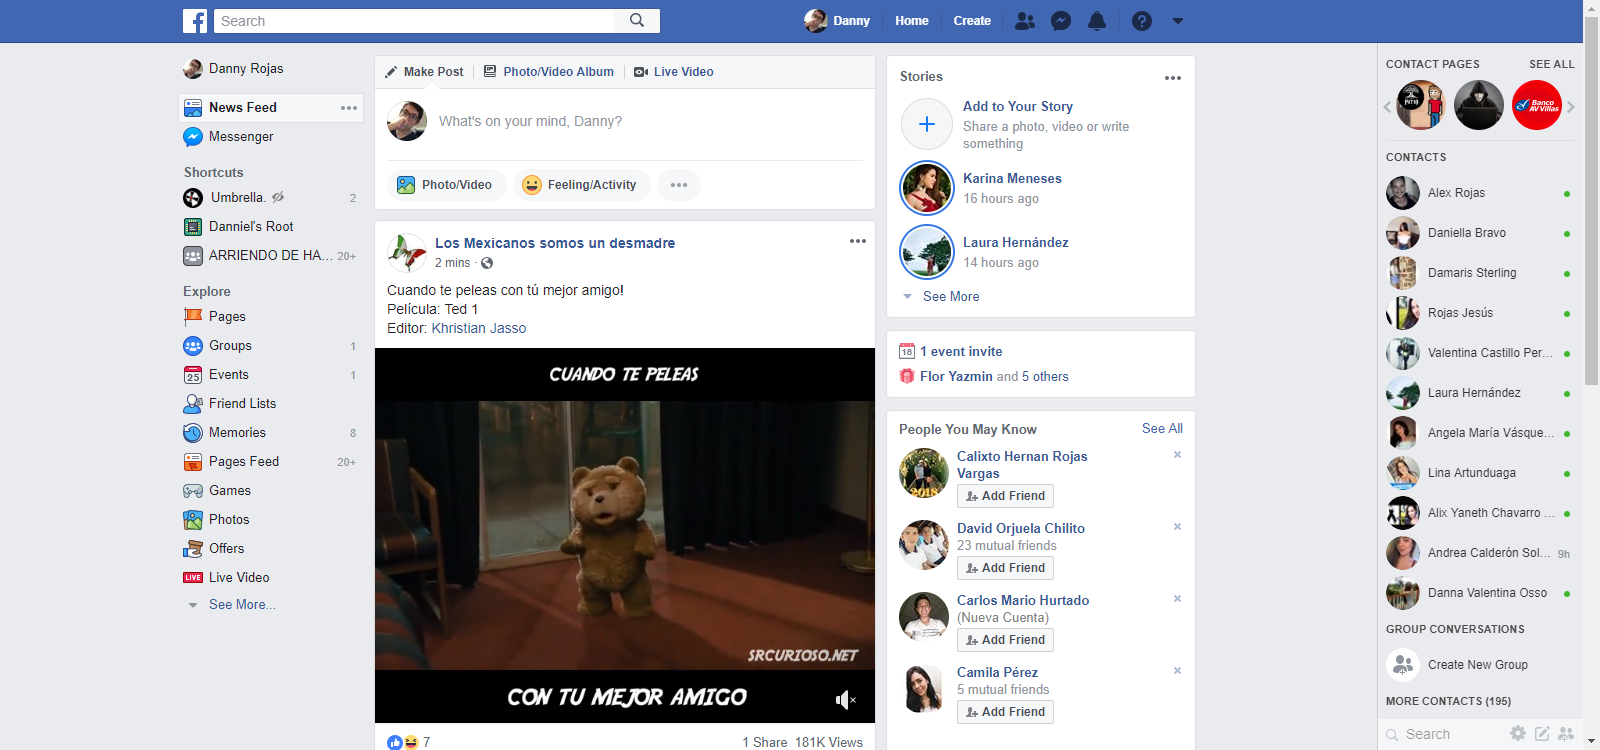 Search
Danny
Home
Create
Danny Rojas
News Feed
Messenger
Shortcuts
Umbrella. 2
Danniel's Root
ARRIENDO DE HA... 20+
Explore
Pages
Groups 1
25
Events 1
Friend Lists
Memories 8
Pages Feed 20+
Games
Photos
Offers
LIVE
Live Video
See More...
Make Post
Photo/Video Album
Live Video
What's on your mind, Danny?
Photo/Video
Feeling/Activity
Los Mexicanos somos un desmadre
2 mins ·
Cuando te peleas con tú mejor amigo!
Película: Ted 1
Editor: Khristian Jasso
CUANDO TE PELEAS
SRCURIOSO.NET
CON TU MEJOR AMIGO
7
1 Share 181K Views
Stories
Add to Your Story
Share a photo, video or write
something
Karina Meneses
16 hours ago
Laura Hernández
14 hours ago
See More
18
1 event invite
Flor Yazmin and 5 others
People You May Know
See All
Calixto Hernan Rojas
Vargas
2018
Add Friend
David Orjuela Chilito
23 mutual friends
Add Friend
Carlos Mario Hurtado
(Nueva Cuenta)
Add Friend
Camila Pérez
5 mutual friends
Add Friend
CONTACT PAGES
SEE ALL
Banco
AV Villas
CONTACTS
Alex Rojas
Daniella Bravo
Damaris Sterling
Rojas Jesús
Valentina Castillo Per...
Laura Hernández
Angela María Vásque...
Lina Artunduaga
Alix Yaneth Chavarro ...
Andrea Calderón Sol... 9h
Danna Valentina Osso
GROUP CONVERSATIONS
Create New Group
MORE CONTACTS (195)
Search